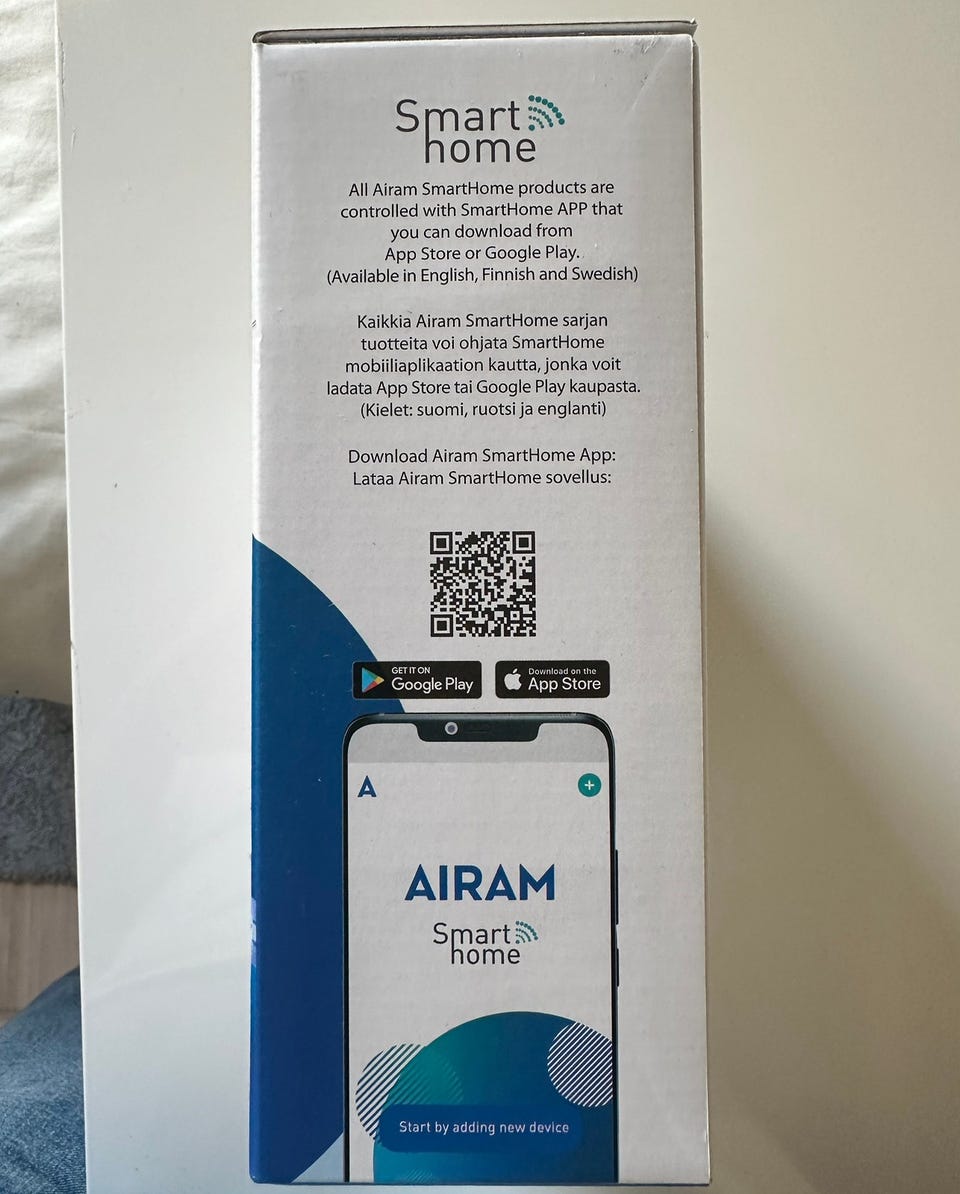 Smart
home
All Airam SmartHome products are
controlled with SmartHome APP that
you can download from
App Store or Google Play.
(Available in English, Finnish and Swedish)
Kaikkia Airam SmartHome sarjan
tuotteita voi ohjata SmartHome
mobiiliaplikaation kautta, jonka voit
ladata App Store tai Google Play kaupasta.
(Kielet: suomi, ruotsi ja englanti)
Download Airam SmartHome App:
Lataa Airam SmartHome sovellus:
GET IT ON
Google Play
Download on the
App Store
A
+
AIRAM
Smart
home
Start by adding new device